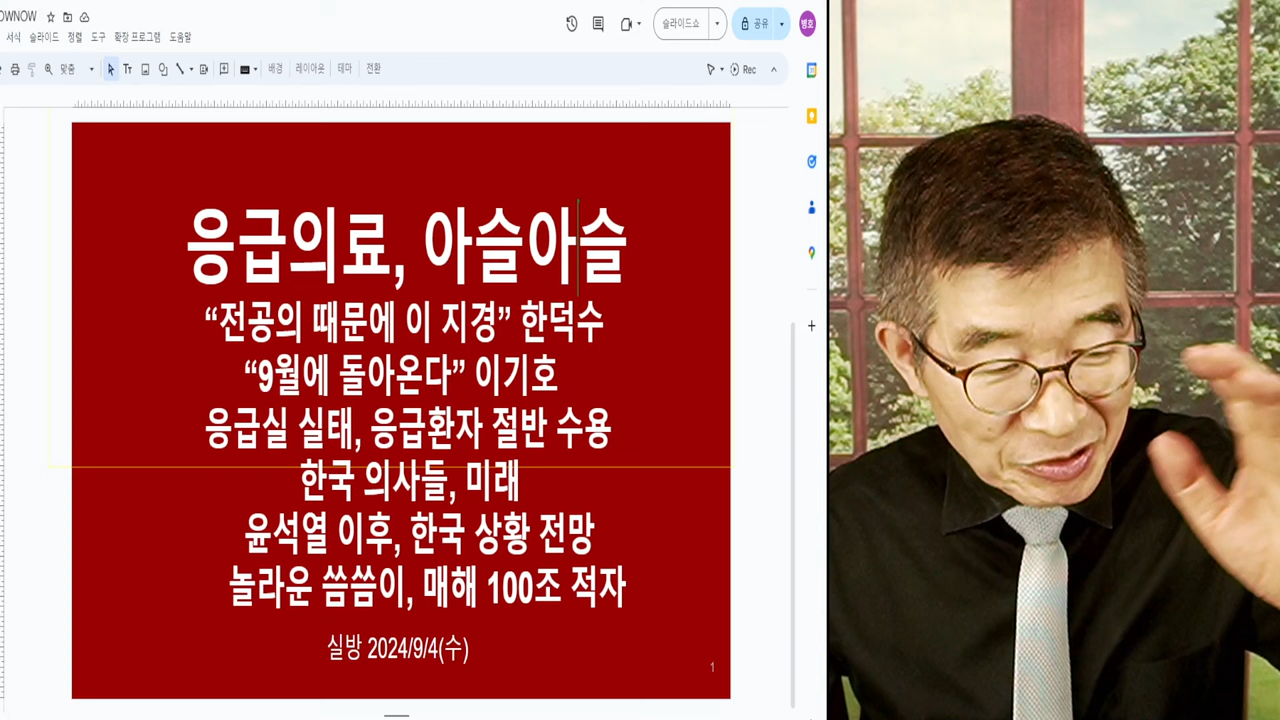 OWNOW
서식 슬라이드 정렬 도구 확장 프로그램 도움말
슬라이드쇼
공유
병호
맞춤
Tт
배경
레이아웃
테마
전환
Rec
응급의료, 아슬아슬
“전공의 때문에 이 지경” 한덕수
“9월에 돌아온다” 이기호
응급실 실태, 응급환자 절반 수용
한국 의사들, 미래
윤석열 이후, 한국 상황 전망
놀라운 씀씀이, 매해 100조 적자
실방 2024/9/4(수)
1